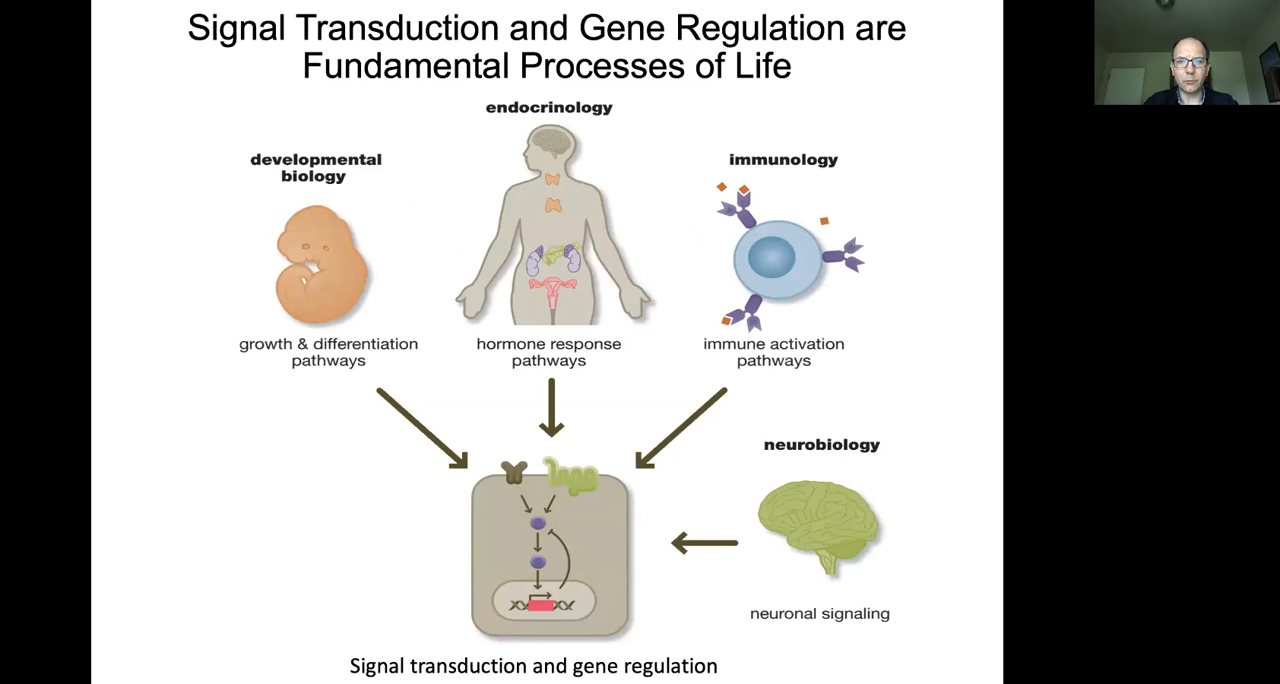 Signal Transduction and Gene Regulation are
Fundamental Processes of Life
endocrinology
developmental
biology
immunology
growth & differentiation
pathways
hormone response
pathways
immune activation
pathways
neurobiology
neuronal signaling
Signal transduction and gene regulation